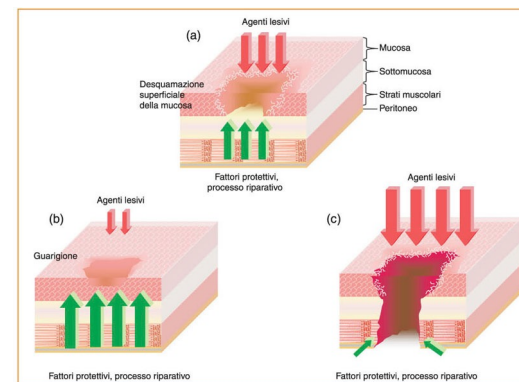 Agenti lesivi
(a)
Mucosa
Sottomucosa
Strati muscolari
Peritoneo
Desquamazione
superficiale
della mucosa
Fattori protettivi,
processo riparativo
Agenti lesivi
(b)
Guarigione
Fattori protettivi, processo riparativo
Agenti lesivi
(c)
Fattori protettivi, processo riparativo